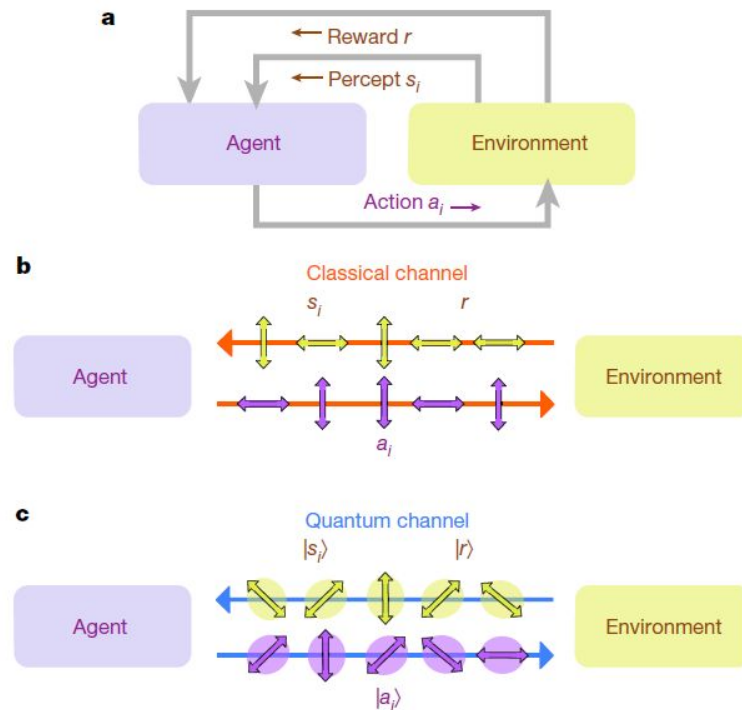 a
Reward r
Percept sᵢ
Agent
Environment
Action aᵢ
b
Classical channel
sᵢ
r
Agent
Environment
aᵢ
c
Quantum channel
|sᵢ⟩
|r⟩
Agent
Environment
|aᵢ⟩